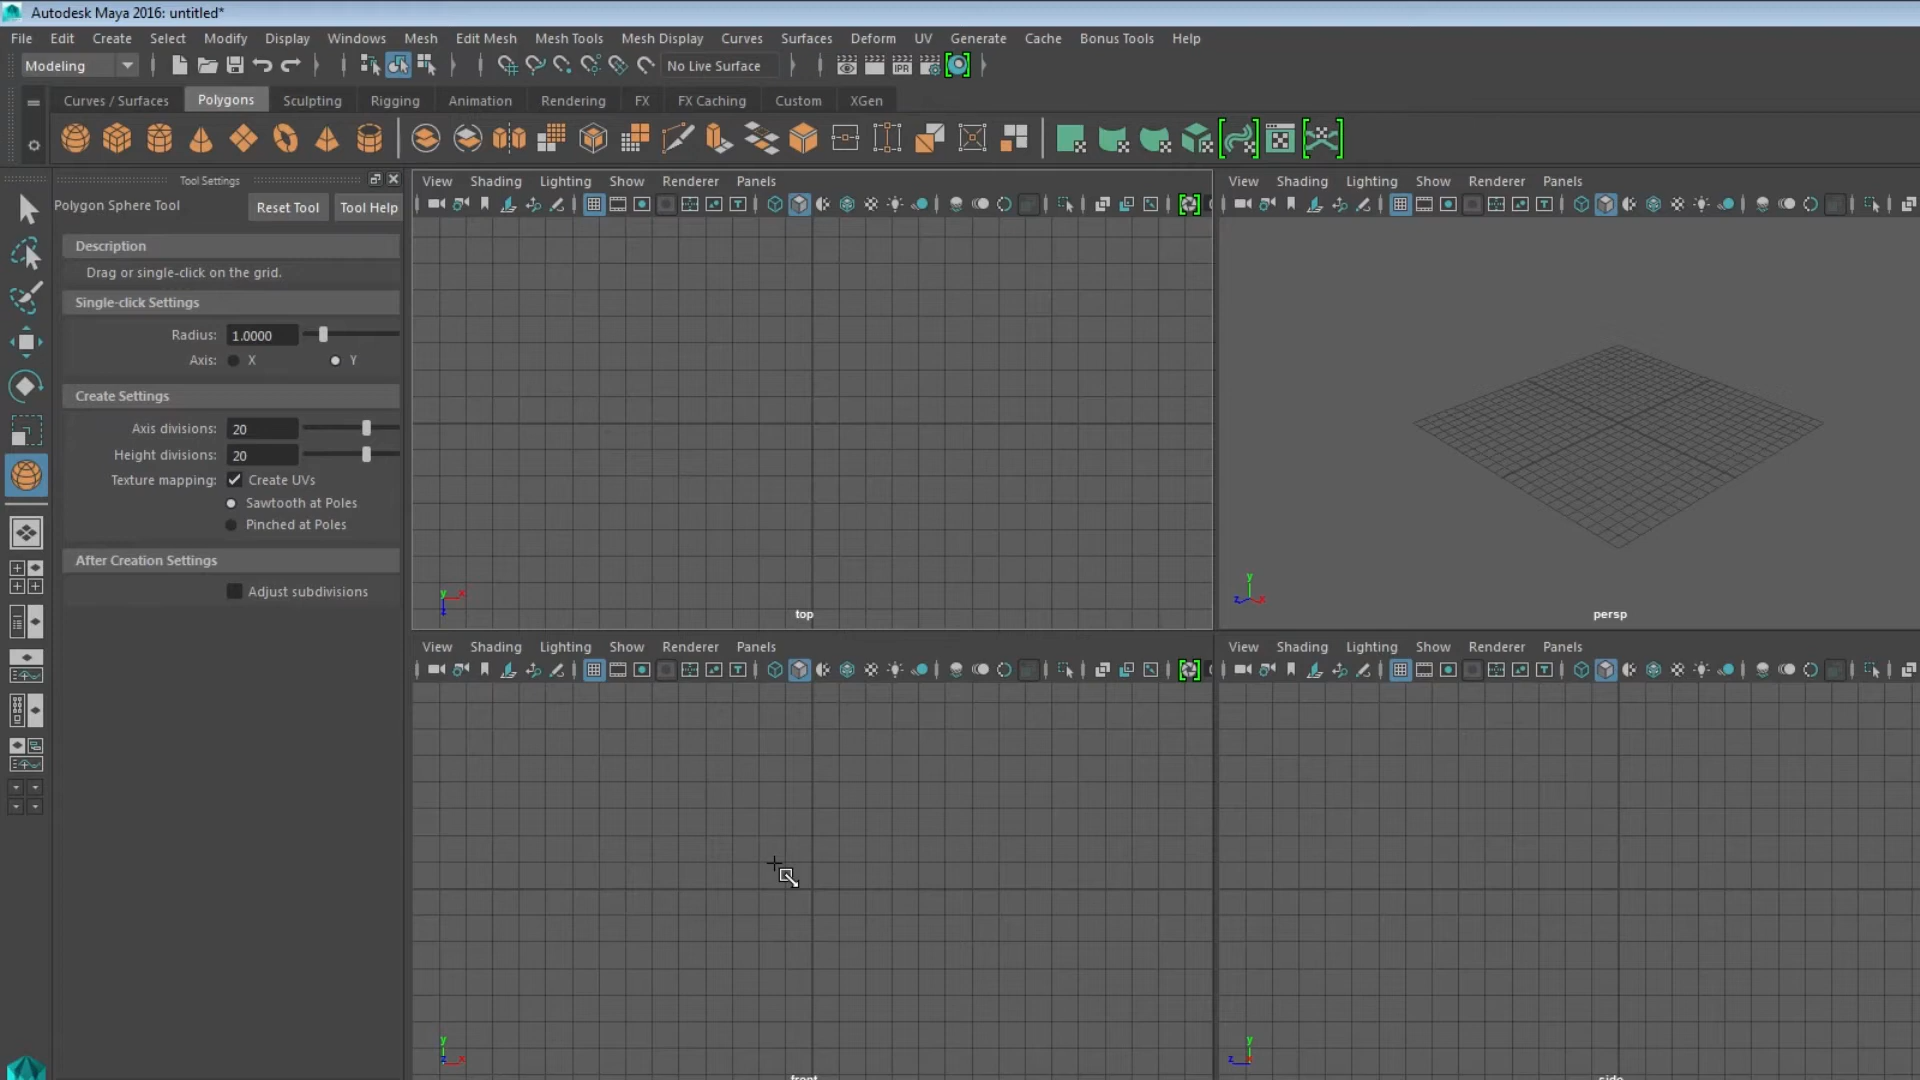 Autodesk Maya 2016: untitled*
File Edit Create Select Modify Display Windows Mesh Edit Mesh Mesh Tools Mesh Display Curves Surfaces Deform UV Generate Cache Bonus Tools Help
Modeling No Live Surface
IPR
Curves / Surfaces Polygons Sculpting Rigging Animation Rendering FX FX Caching Custom XGen
Tool Settings
Polygon Sphere Tool Reset Tool Tool Help
Description
Drag or single-click on the grid.
Single-click Settings
Radius: 1.0000
Axis: X Y
Create Settings
Axis divisions: 20
Height divisions: 20
Texture mapping: Create UVs
Sawtooth at Poles
Pinched at Poles
After Creation Settings
Adjust subdivisions
View Shading Lighting Show Renderer Panels
y x
top
View Shading Lighting Show Renderer Panels
y
z x
persp
View Shading Lighting Show Renderer Panels
y
z x
front
View Shading Lighting Show Renderer Panels
y
z x
side